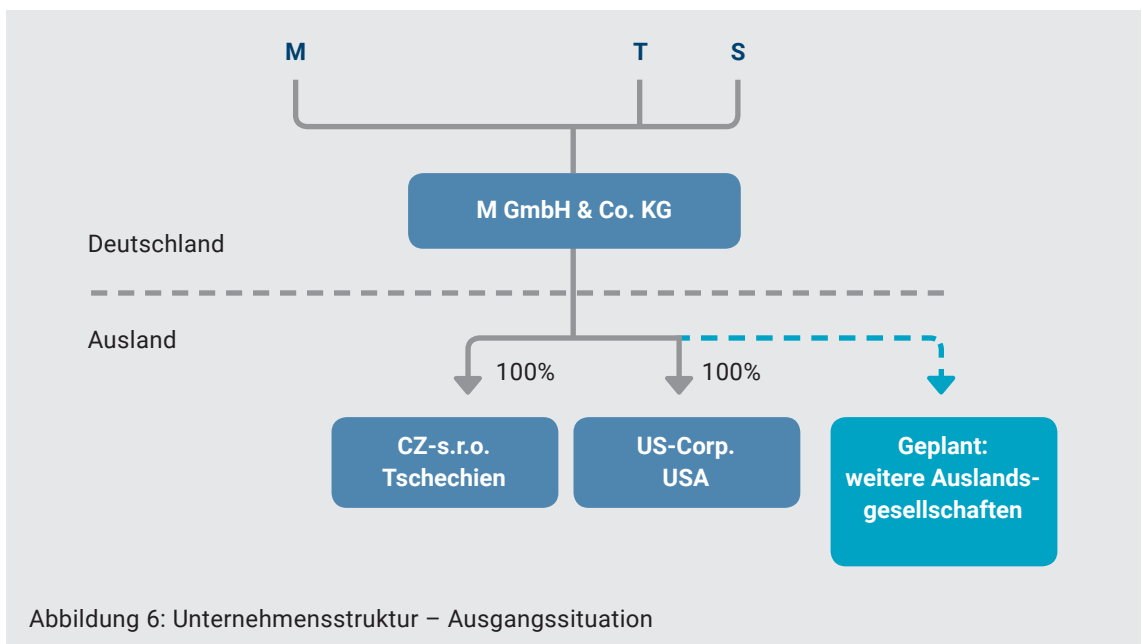 M T S
M GmbH & Co. KG
Deutschland
Ausland
100% 100%
CZ-s.r.o.
Tschechien
US-Corp.
USA
Geplant:
weitere Auslands-
gesellschaften
Abbildung 6: Unternehmensstruktur – Ausgangssituation